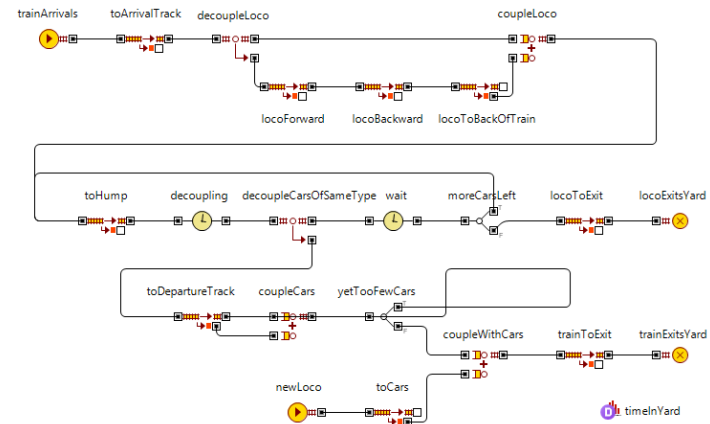 trainArrivals
toArrivalTrack
decoupleLoco
coupleLoco
locoForward
locoBackward
locoToBackOfTrain
toHump
decoupling
decoupleCarsOfSameType
wait
moreCarsLeft
locoToExit
locoExitsYard
T
F
toDepartureTrack
coupleCars
yetTooFewCars
T
F
coupleWithCars
trainToExit
trainExitsYard
newLoco
toCars
D
timeInYard